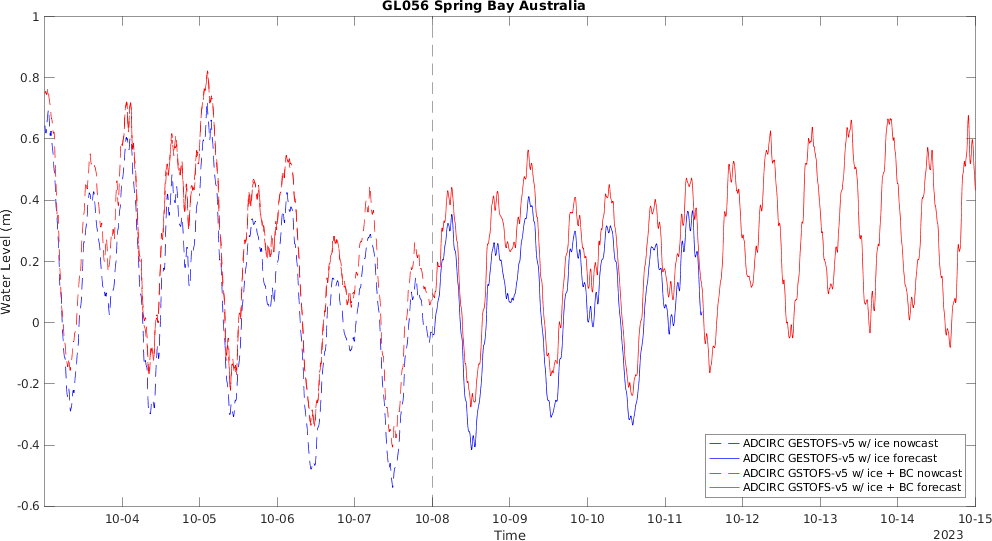 GL056 Spring Bay Australia
1
0.8
0.6
0.4
0.2
0
-0.2
-0.4
-0.6
Water Level (m)
ADCIRC GESTOFS-v5 w/ ice nowcast
ADCIRC GESTOFS-v5 w/ ice forecast
ADCIRC GSTOFS-v5 w/ ice + BC nowcast
ADCIRC GSTOFS-v5 w/ ice + BC forecast
10-04 10-05 10-06 10-07 10-08 10-09 10-10 10-11 10-12 10-13 10-14 10-15
Time
2023